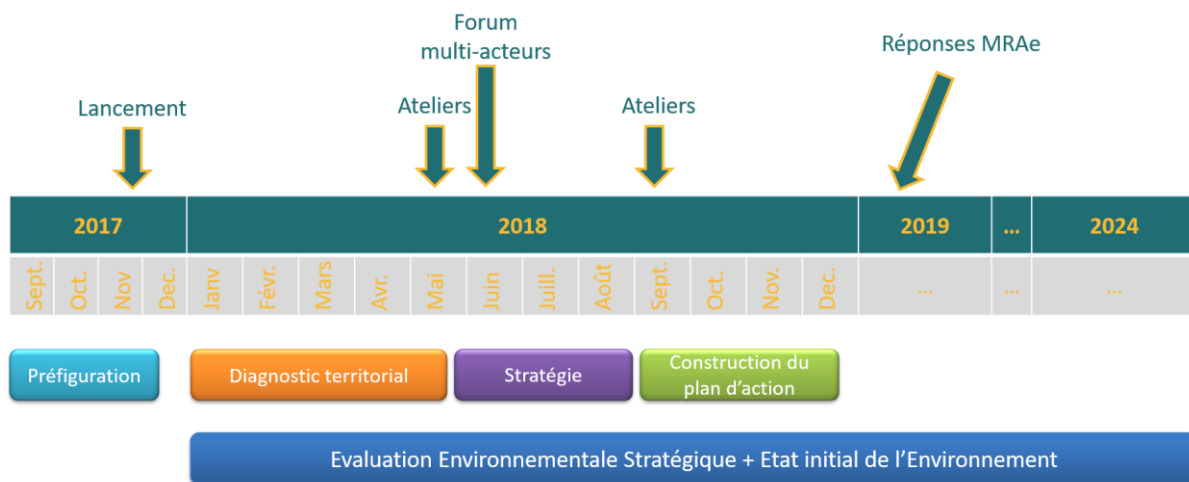 Forum
multi-acteurs
Réponses MRAe
Lancement
Ateliers
Ateliers
2017
2018
2019
...
2024
Sept.
Oct.
Nov
Dec.
Janv
Févr.
Mars
Avr.
Mai
Juin
Juill.
Août
Sept.
Oct.
Nov.
Dec.
...
...
...
Préfiguration
Diagnostic territorial
Stratégie
Construction du
plan d’action
Evaluation Environnementale Stratégique + Etat initial de l’Environnement